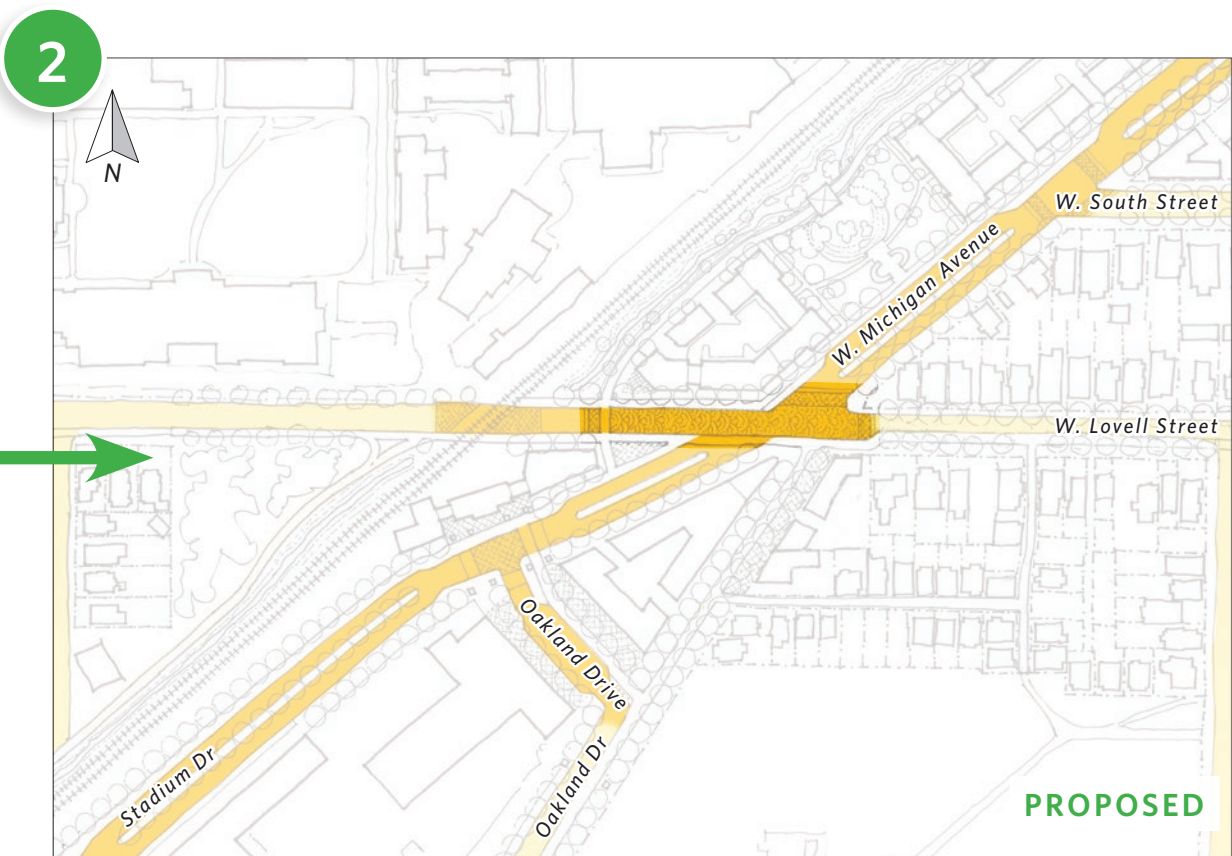 2
N
W. South Street
W. Michigan Avenue
W. Lovell Street
Oakland Drive
Stadium Dr
Oakland Dr
PROPOSED